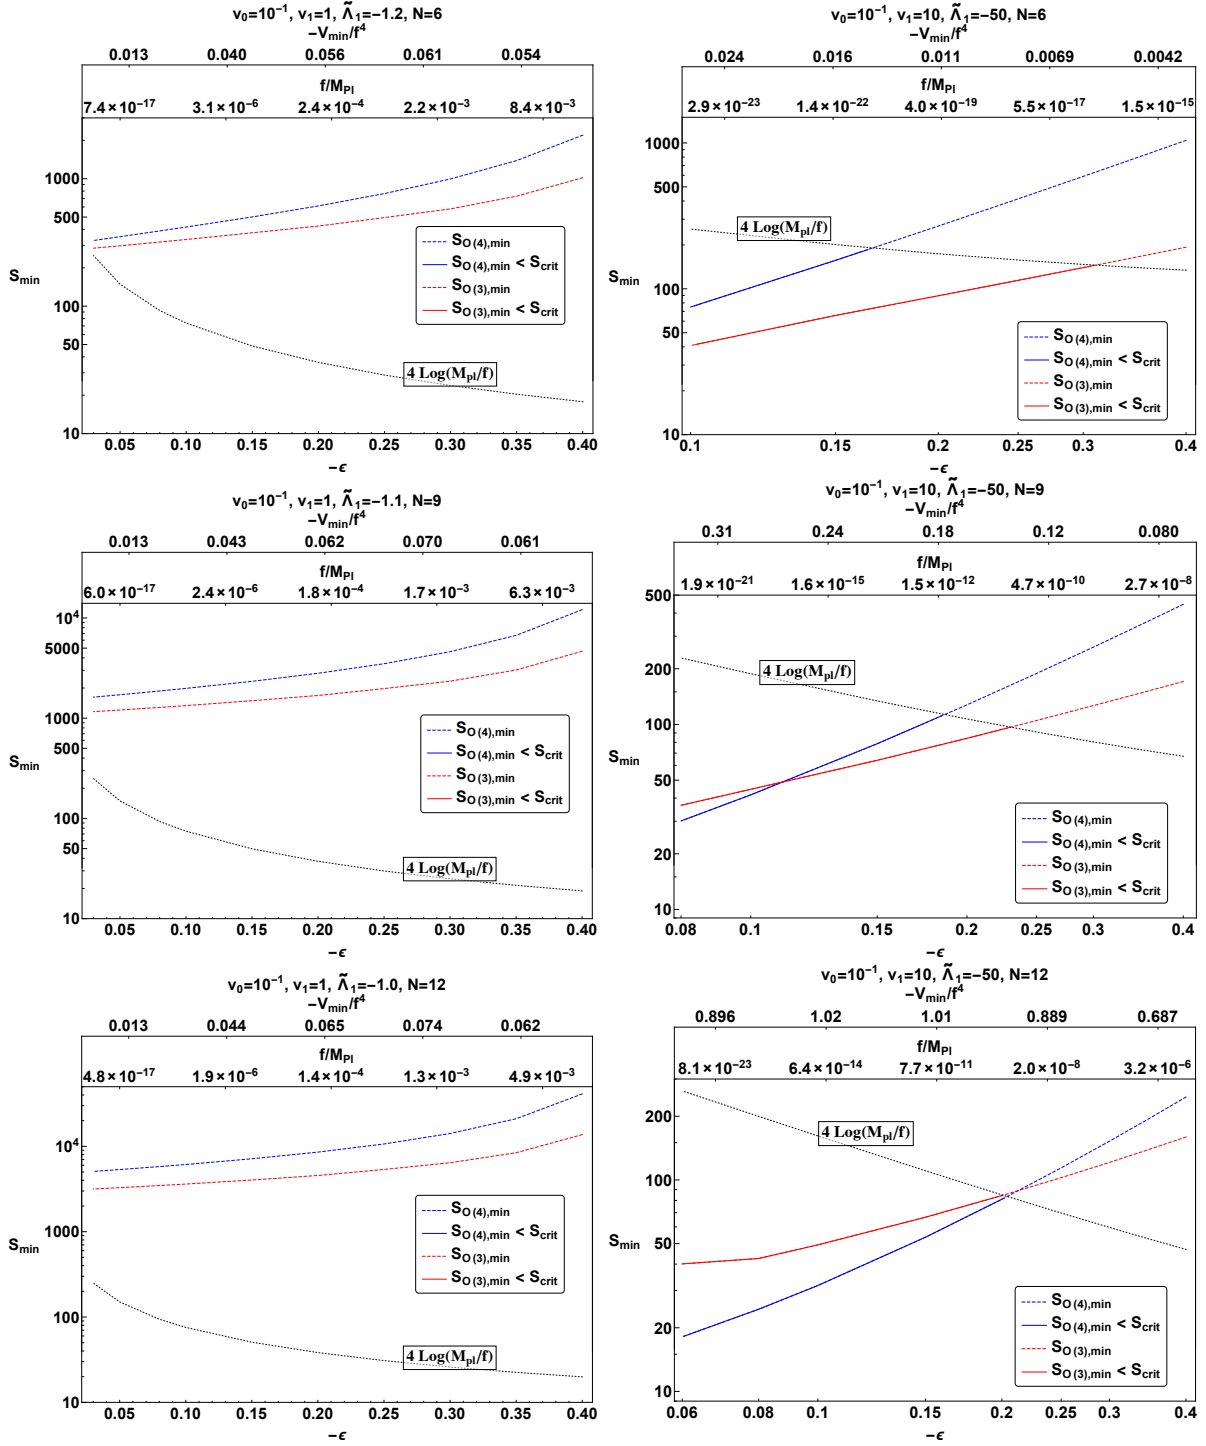 v₀=10⁻¹, v₁=1, Λ̃₁=−1.2, N=6
−V_min/f⁴
0.013 0.040 0.056 0.061 0.054
f/M_Pl
7.4×10⁻¹⁷ 3.1×10⁻⁶ 2.4×10⁻⁴ 2.2×10⁻³ 8.4×10⁻³
1000
500
S_min
100
50
10
S_O(4),min
S_O(4),min < S_crit
S_O(3),min
S_O(3),min < S_crit
4 Log(M_pl/f)
0.05 0.10 0.15 0.20 0.25 0.30 0.35 0.40
−ϵ
v₀=10⁻¹, v₁=10, Λ̃₁=−50, N=6
−V_min/f⁴
0.024 0.016 0.011 0.0069 0.0042
f/M_Pl
2.9×10⁻²³ 1.4×10⁻²² 4.0×10⁻¹⁹ 5.5×10⁻¹⁷ 1.5×10⁻¹⁵
1000
500
4 Log(M_pl/f)
S_min
100
50
10
S_O(4),min
S_O(4),min < S_crit
S_O(3),min
S_O(3),min < S_crit
0.1 0.15 0.2 0.25 0.3 0.4
−ϵ
v₀=10⁻¹, v₁=1, Λ̃₁=−1.1, N=9
−V_min/f⁴
0.013 0.043 0.062 0.070 0.061
f/M_Pl
6.0×10⁻¹⁷ 2.4×10⁻⁶ 1.8×10⁻⁴ 1.7×10⁻³ 6.3×10⁻³
10⁴
5000
1000
500
S_min
100
50
10
S_O(4),min
S_O(4),min < S_crit
S_O(3),min
S_O(3),min < S_crit
4 Log(M_pl/f)
0.05 0.10 0.15 0.20 0.25 0.30 0.35 0.40
−ϵ
v₀=10⁻¹, v₁=10, Λ̃₁=−50, N=9
−V_min/f⁴
0.31 0.24 0.18 0.12 0.080
f/M_Pl
1.9×10⁻²¹ 1.6×10⁻¹⁵ 1.5×10⁻¹² 4.7×10⁻¹⁰ 2.7×10⁻⁸
500
200
4 Log(M_pl/f)
100
S_min
50
20
10
S_O(4),min
S_O(4),min < S_crit
S_O(3),min
S_O(3),min < S_crit
0.08 0.1 0.15 0.2 0.25 0.3 0.4
−ϵ
v₀=10⁻¹, v₁=1, Λ̃₁=−1.0, N=12
−V_min/f⁴
0.013 0.044 0.065 0.074 0.062
f/M_Pl
4.8×10⁻¹⁷ 1.9×10⁻⁶ 1.4×10⁻⁴ 1.3×10⁻³ 4.9×10⁻³
10⁴
1000
S_min
100
10
S_O(4),min
S_O(4),min < S_crit
S_O(3),min
S_O(3),min < S_crit
4 Log(M_pl/f)
0.05 0.10 0.15 0.20 0.25 0.30 0.35 0.40
−ϵ
v₀=10⁻¹, v₁=10, Λ̃₁=−50, N=12
−V_min/f⁴
0.896 1.02 1.01 0.889 0.687
f/M_Pl
8.1×10⁻²³ 6.4×10⁻¹⁴ 7.7×10⁻¹¹ 2.0×10⁻⁸ 3.2×10⁻⁶
200
4 Log(M_pl/f)
100
S_min
50
20
10
S_O(4),min
S_O(4),min < S_crit
S_O(3),min
S_O(3),min < S_crit
0.06 0.08 0.1 0.15 0.2 0.3 0.4
−ϵ